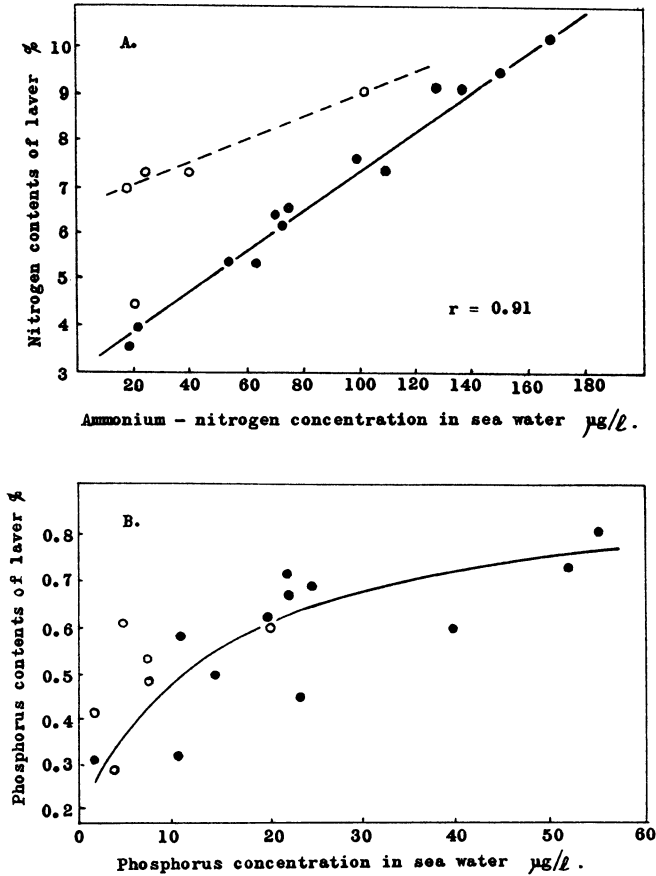 A.
Nitrogen contents of laver %
10
9
8
7
6
5
4
3
r = 0.91
20 40 60 80 100 120 140 160 180
Ammonium - nitrogen concentration in sea water µg/ℓ.
B.
Phosphorus contents of laver %
0.8
0.7
0.6
0.5
0.4
0.3
0.2
0 10 20 30 40 50 60
Phosphorus concentration in sea water µg/ℓ.